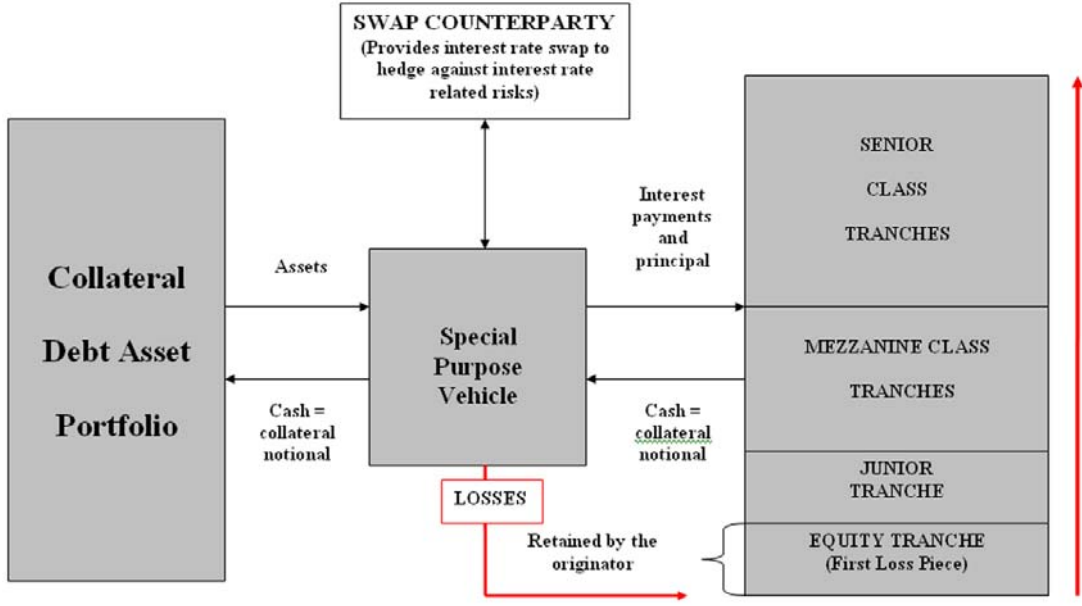 SWAP COUNTERPARTY
(Provides interest rate swap to
hedge against interest rate
related risks)
Collateral
Debt Asset
Portfolio
Assets
Cash =
collateral
notional
Special
Purpose
Vehicle
LOSSES
Interest
payments
and
principal
Cash =
collateral
notional
Retained by the
originator
SENIOR
CLASS
TRANCHES
MEZZANINE CLASS
TRANCHES
JUNIOR
TRANCHE
EQUITY TRANCHE
(First Loss Piece)